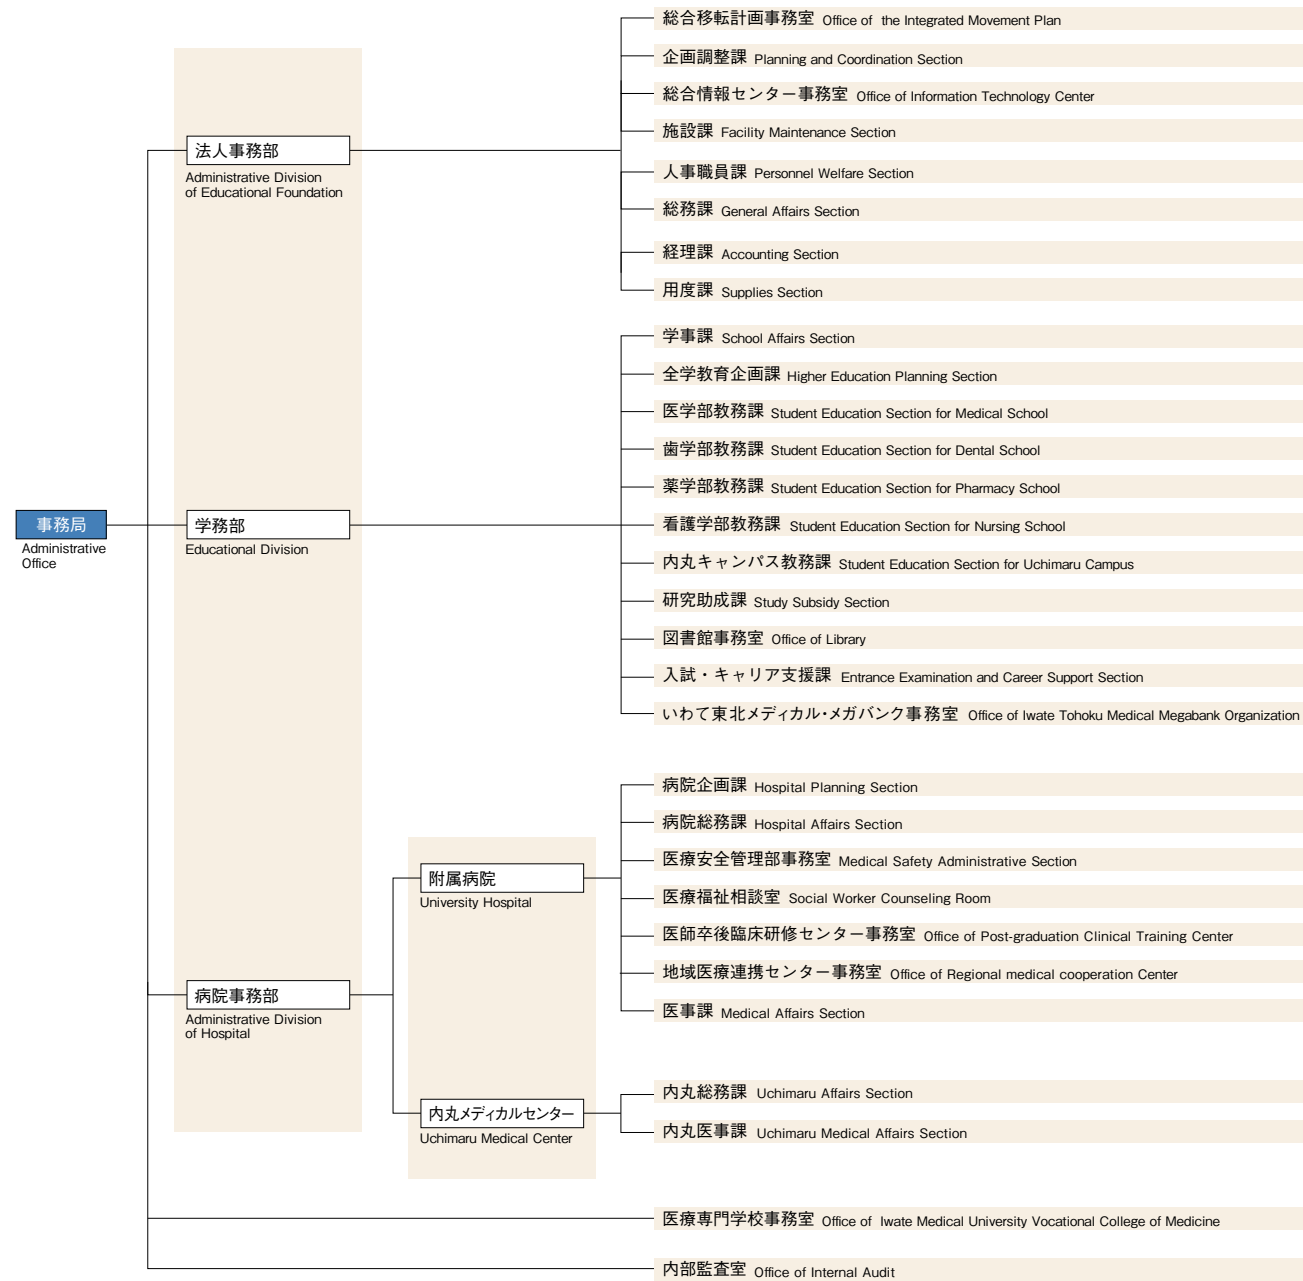 総合移転計画事務室 Office of the Integrated Movement Plan
企画調整課 Planning and Coordination Section
総合情報センター事務室 Office of Information Technology Center
施設課 Facility Maintenance Section
法人事務部
Administrative Division
of Educational Foundation
人事職員課 Personnel Welfare Section
総務課 General Affairs Section
経理課 Accounting Section
用度課 Supplies Section
学事課 School Affairs Section
全学教育企画課 Higher Education Planning Section
医学部教務課 Student Education Section for Medical School
歯学部教務課 Student Education Section for Dental School
薬学部教務課 Student Education Section for Pharmacy School
事務局
Administrative
Office
学務部
Educational Division
看護学部教務課 Student Education Section for Nursing School
内丸キャンパス教務課 Student Education Section for Uchimaru Campus
研究助成課 Study Subsidy Section
図書館事務室 Office of Library
入試・キャリア支援課 Entrance Examination and Career Support Section
いわて東北メディカル・メガバンク事務室 Office of Iwate Tohoku Medical Megabank Organization
病院企画課 Hospital Planning Section
病院総務課 Hospital Affairs Section
医療安全管理部事務室 Medical Safety Administrative Section
附属病院
University Hospital
医療福祉相談室 Social Worker Counseling Room
医師卒後臨床研修センター事務室 Office of Post-graduation Clinical Training Center
地域医療連携センター事務室 Office of Regional medical cooperation Center
医事課 Medical Affairs Section
病院事務部
Administrative Division
of Hospital
内丸メディカルセンター
Uchimaru Medical Center
内丸総務課 Uchimaru Affairs Section
内丸医事課 Uchimaru Medical Affairs Section
医療専門学校事務室 Office of Iwate Medical University Vocational College of Medicine
内部監査室 Office of Internal Audit